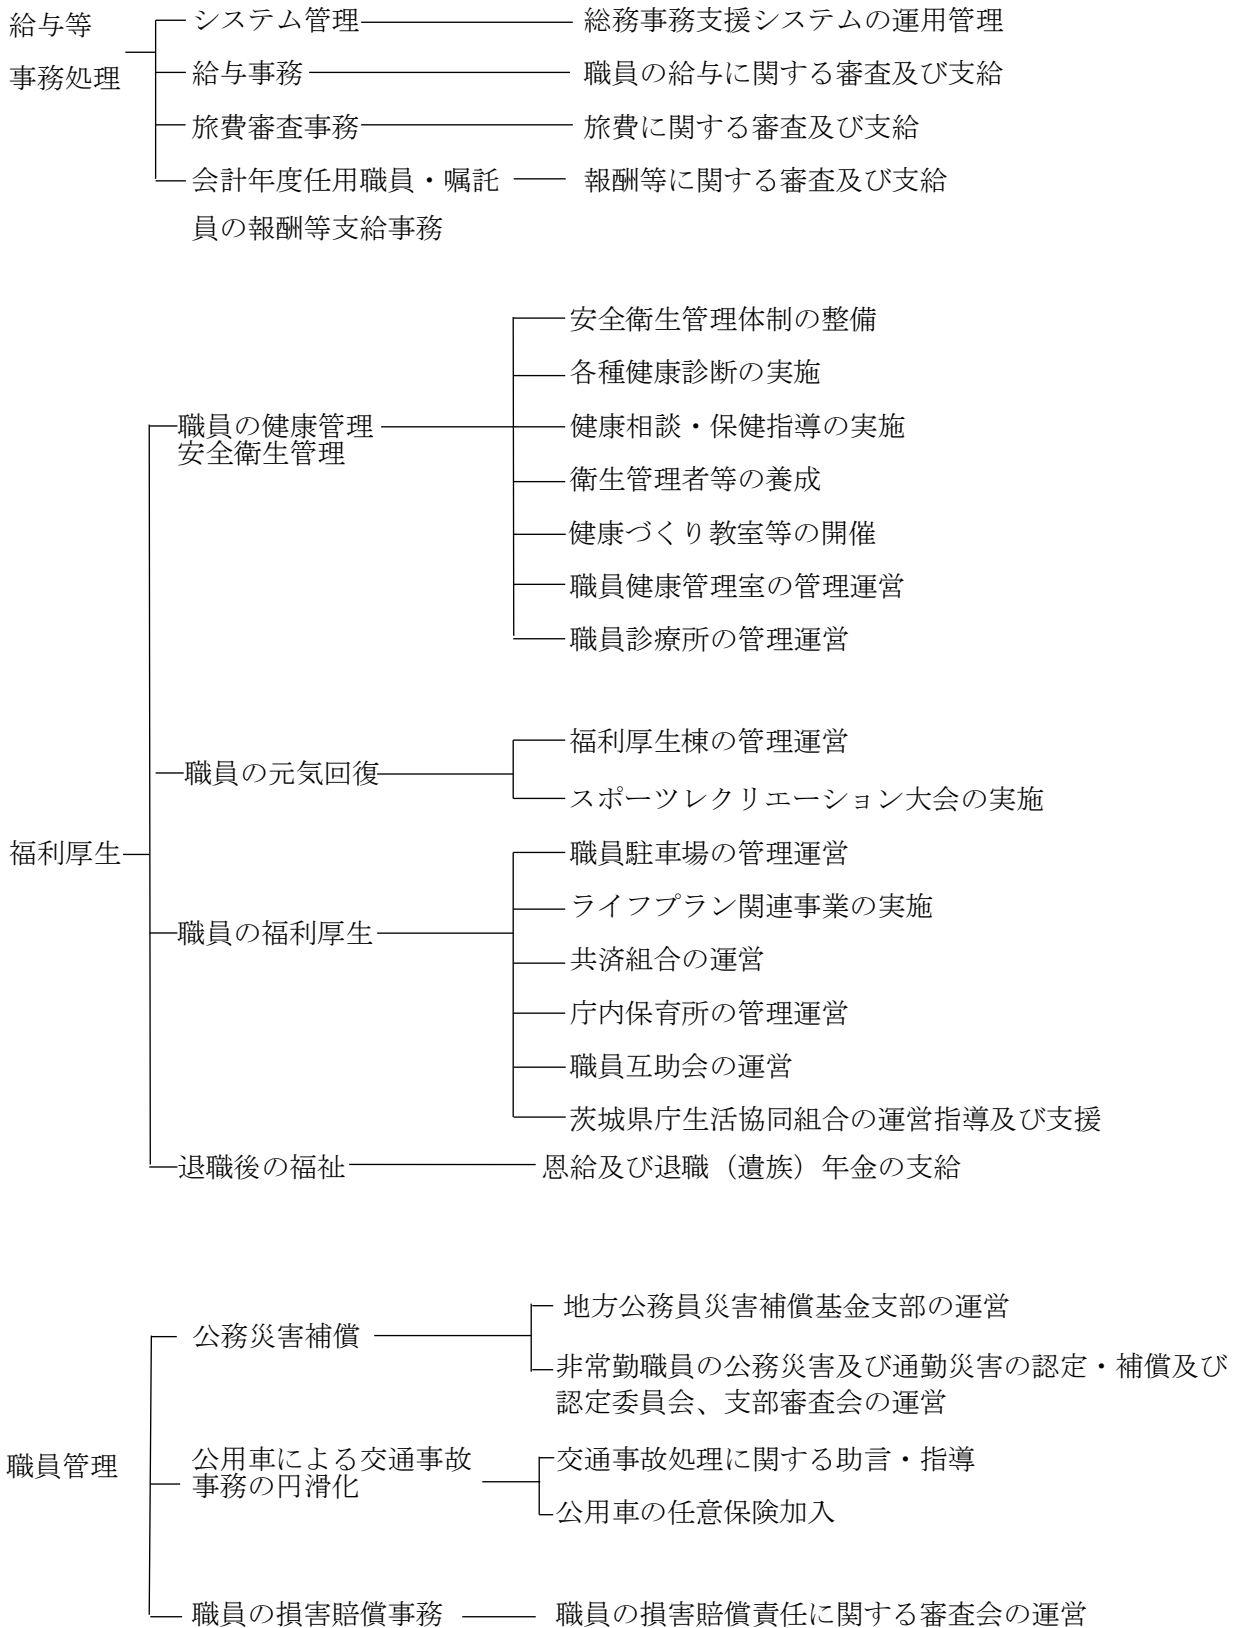 給与等
事務処理
システム管理
総務事務支援システムの運用管理
給与事務
職員の給与に関する審査及び支給
旅費審査事務
旅費に関する審査及び支給
会計年度任用職員・嘱託
員の報酬等支給事務
報酬等に関する審査及び支給
福利厚生
職員の健康管理
安全衛生管理
安全衛生管理体制の整備
各種健康診断の実施
健康相談・保健指導の実施
衛生管理者等の養成
健康づくり教室等の開催
職員健康管理室の管理運営
職員診療所の管理運営
職員の元気回復
福利厚生棟の管理運営
スポーツレクリエーション大会の実施
職員の福利厚生
職員駐車場の管理運営
ライフプラン関連事業の実施
共済組合の運営
庁内保育所の管理運営
職員互助会の運営
茨城県庁生活協同組合の運営指導及び支援
退職後の福祉
恩給及び退職（遺族）年金の支給
職員管理
公務災害補償
地方公務員災害補償基金支部の運営
非常勤職員の公務災害及び通勤災害の認定・補償及び
認定委員会、支部審査会の運営
公用車による交通事故
事務の円滑化
交通事故処理に関する助言・指導
公用車の任意保険加入
職員の損害賠償事務
職員の損害賠償責任に関する審査会の運営